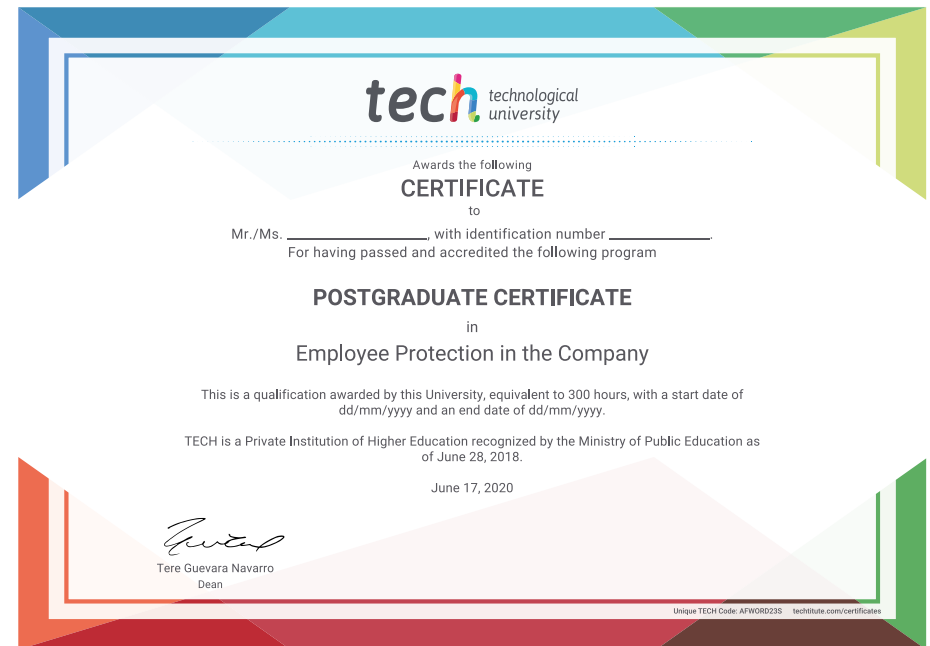 tech technological
university
Awards the following
CERTIFICATE
to
Mr./Ms. ____________________, with identification number ______________.
For having passed and accredited the following program
POSTGRADUATE CERTIFICATE
in
Employee Protection in the Company
This is a qualification awarded by this University, equivalent to 300 hours, with a start date of
dd/mm/yyyy and an end date of dd/mm/yyyy.
TECH is a Private Institution of Higher Education recognized by the Ministry of Public Education as
of June 28, 2018.
June 17, 2020
Tere Guevara Navarro
Dean
Unique TECH Code: AFWORD23S techtitute.com/certificates